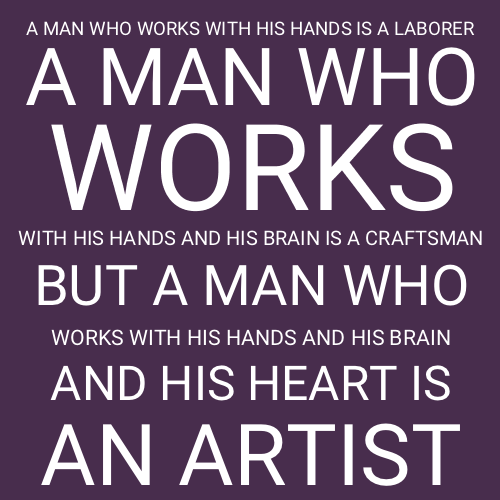 A MAN WHO WORKS WITH HIS HANDS IS A LABORER
A MAN WHO
WORKS
WITH HIS HANDS AND HIS BRAIN IS A CRAFTSMAN
BUT A MAN WHO
WORKS WITH HIS HANDS AND HIS BRAIN
AND HIS HEART IS
AN ARTIST